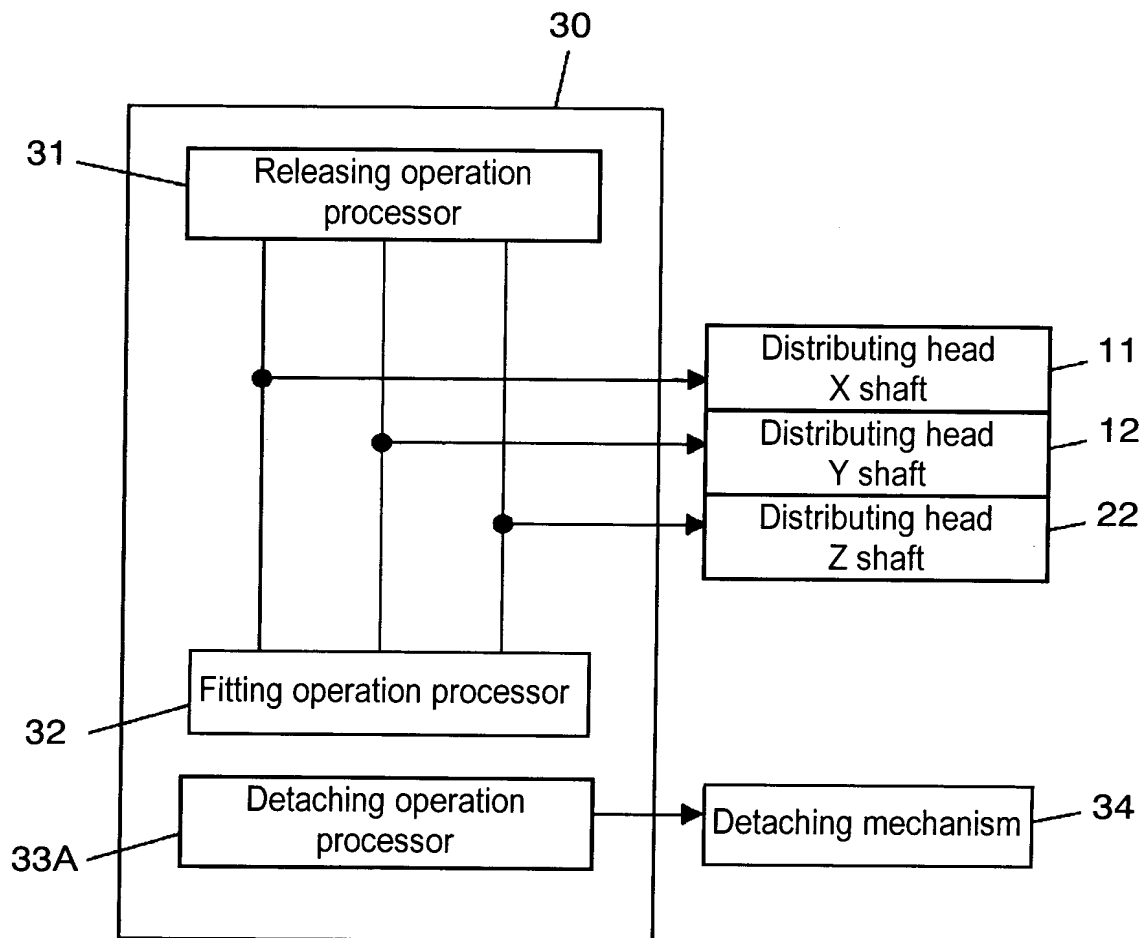 30
31
Releasing operation
processor
Distributing head
X shaft
11
Distributing head
Y shaft
12
Distributing head
Z shaft
22
Fitting operation processor
32
Detaching operation
processor
33A
Detaching mechanism
34